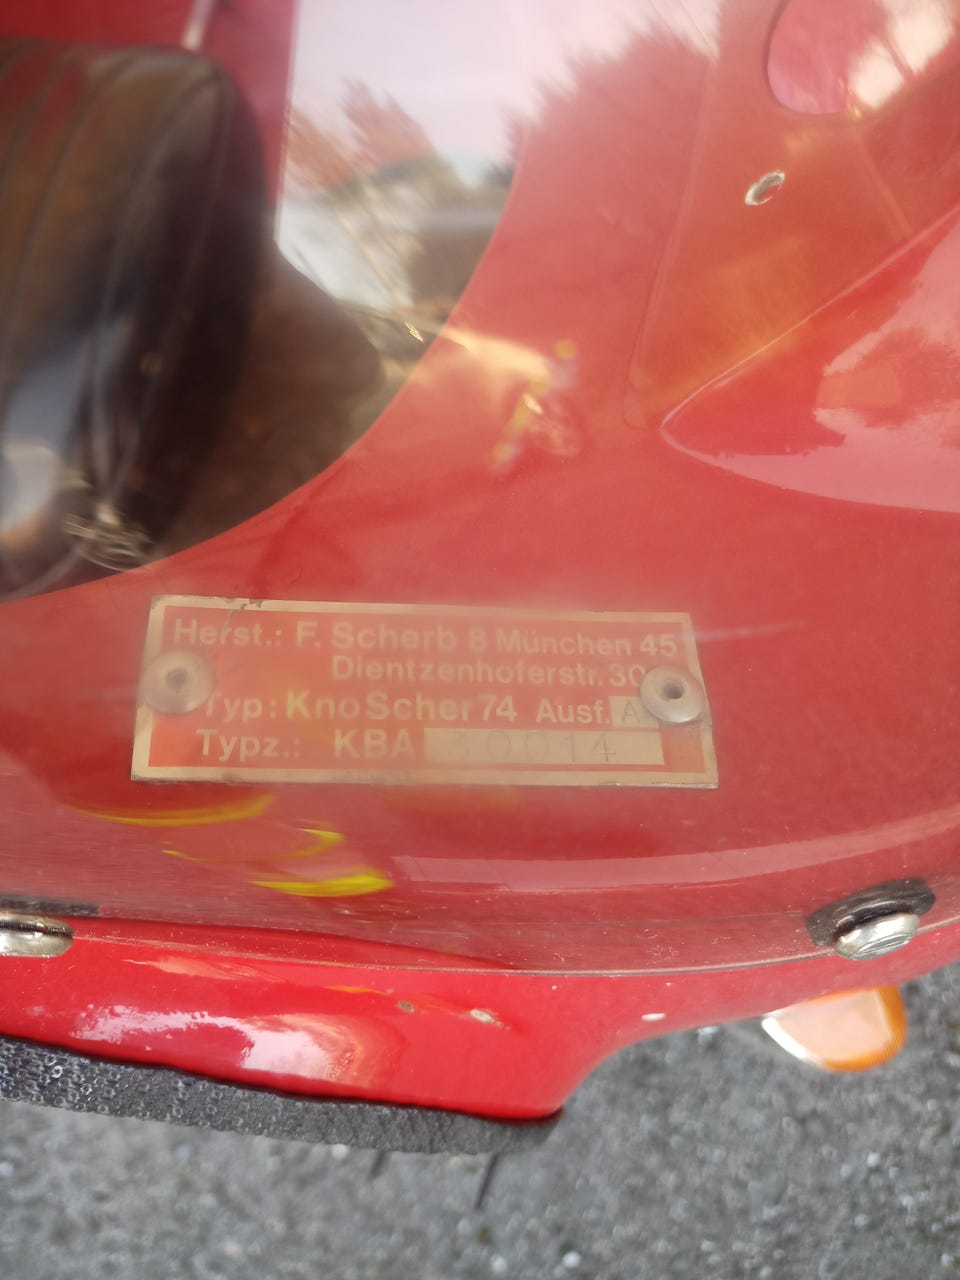 Herst.: F. Scherb 8 München 45
Dientzenhoferstr. 30
Typ: KnoScher 74 Ausf. A
Typz.: KBA 30014